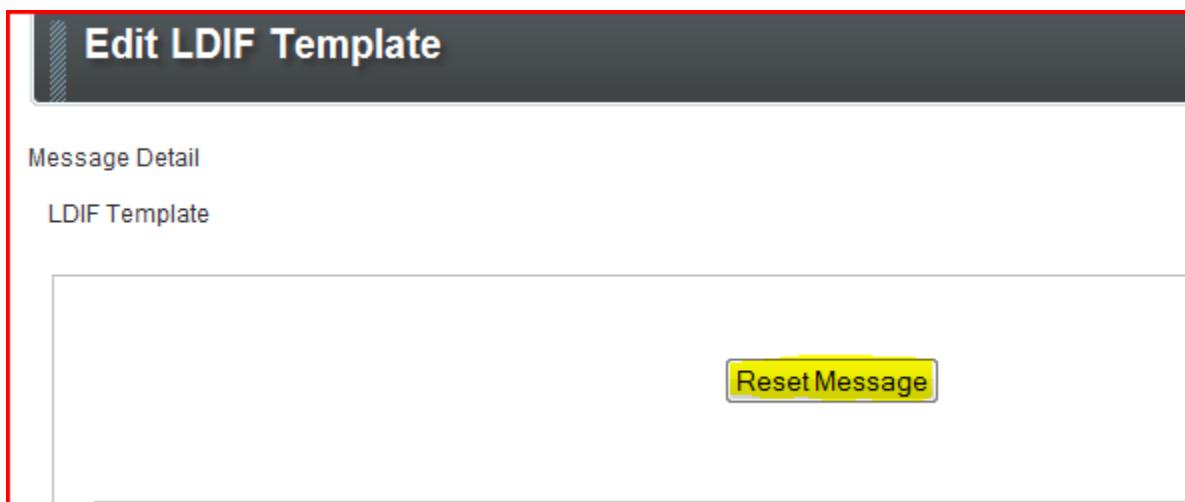 Edit LDIF Template
Message Detail
LDIF Template
Reset Message